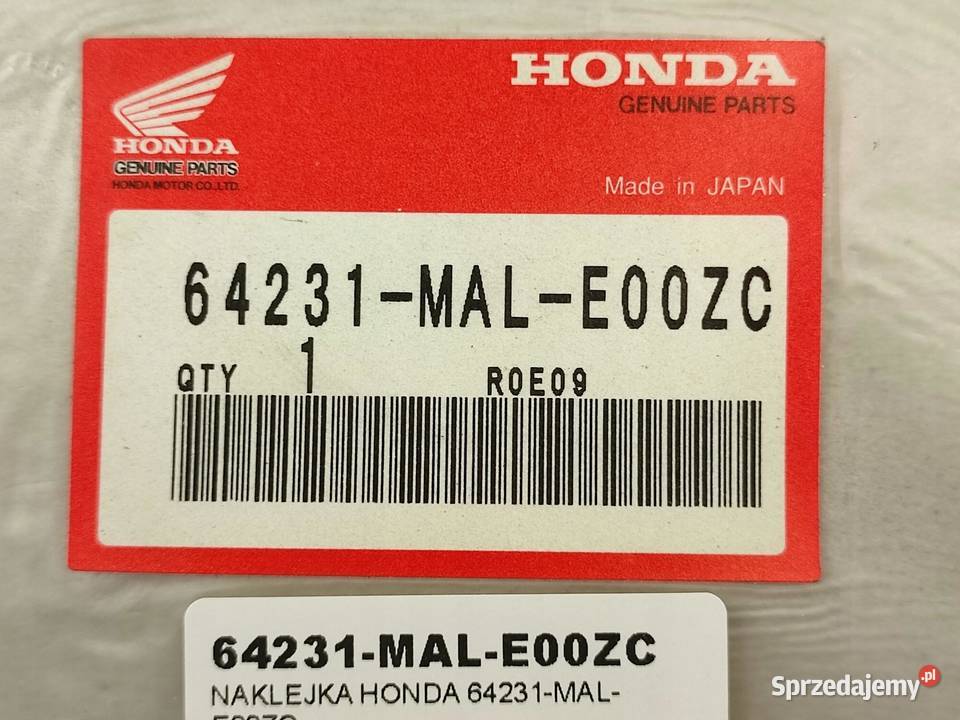 HONDA
GENUINE PARTS
HONDA MOTOR CO.,LTD.
HONDA
GENUINE PARTS
Made in JAPAN
64231-MAL-E00ZC
QTY 1 R0E09
64231-MAL-E00ZC
NAKLEJKA HONDA 64231-MAL-
E00ZC
Sprzedajemy.pl